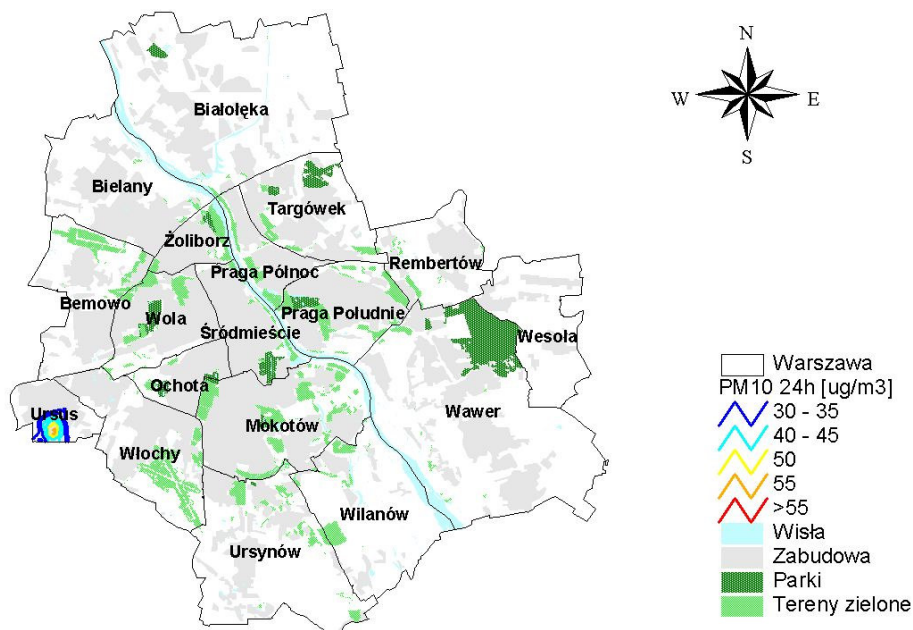 N
W E
S
Białołęka
Bielany
Targówek
Żoliborz
Rembertów
Praga Północ
Bemowo
Wola
Praga Południe
Śródmieście
Wesoła
Ochota
Ursus
Mokotów
Wawer
Włochy
Wilanów
Ursynów
Warszawa
PM10 24h [ug/m3]
30 - 35
40 - 45
50
55
>55
Wisła
Zabudowa
Parki
Tereny zielone